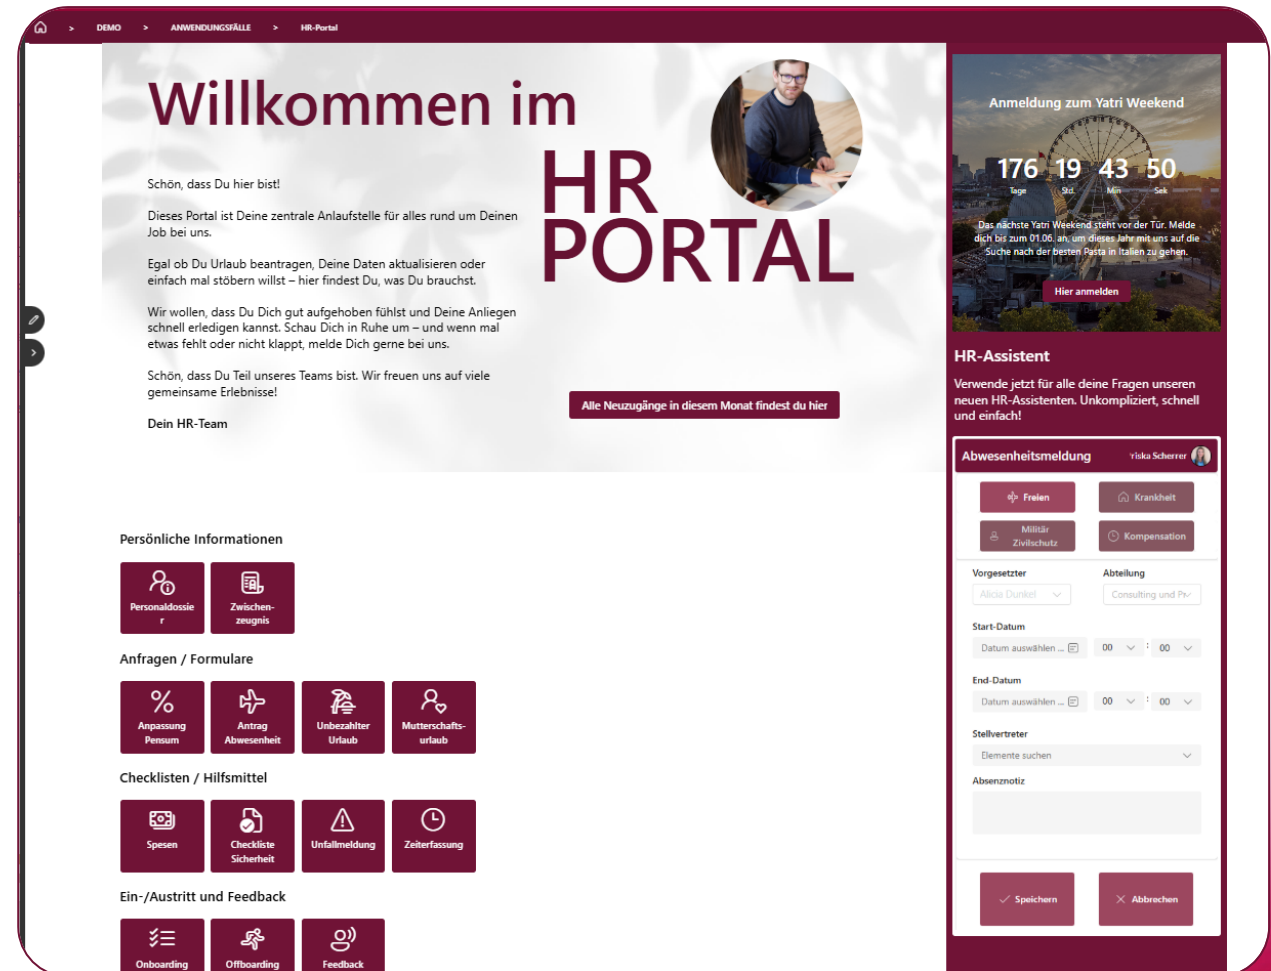 > DEMO > ANWENDUNGSFÄLLE > HR-Portal
Willkommen im
HR
PORTAL
Schön, dass Du hier bist!
Dieses Portal ist Deine zentrale Anlaufstelle für alles rund um Deinen
Job bei uns.
Egal ob Du Urlaub beantragen, Deine Daten aktualisieren oder
einfach mal stöbern willst – hier findest Du, was Du brauchst.
Wir wollen, dass Du Dich gut aufgehoben fühlst und Deine Anliegen
schnell erledigen kannst. Schau Dich in Ruhe um – und wenn mal
etwas fehlt oder nicht klappt, melde Dich gerne bei uns.
Schön, dass Du Teil unseres Teams bist. Wir freuen uns auf viele
gemeinsame Erlebnisse!
Dein HR-Team
Alle Neuzugänge in diesem Monat findest du hier
Persönliche Informationen
Personaldossie
r
Zwischen-
zeugnis
Anfragen / Formulare
Anpassung
Pensum
Antrag
Abwesenheit
Unbezahlter
Urlaub
Mutterschafts-
urlaub
Checklisten / Hilfsmittel
Spesen
Checkliste
Sicherheit
Unfallmeldung
Zeiterfassung
Ein-/Austritt und Feedback
Onboarding
Offboarding
Feedback
Anmeldung zum Yatri Weekend
176 19 43 50
Tage Std. Min Sek
Das nächste Yatri Weekend steht vor der Tür. Melde
dich bis zum 01.06. an, um dieses Jahr mit uns auf die
Suche nach der besten Pasta in Italien zu gehen.
Hier anmelden
HR-Assistent
Verwende jetzt für alle deine Fragen unseren
neuen HR-Assistenten. Unkompliziert, schnell
und einfach!
Abwesenheitsmeldung
riska Scherrer
Freien
Krankheit
Militär
Zivilschutz
Kompensation
Vorgesetzter
Abteilung
Alicia Dunkel
Consulting und Pr
Start-Datum
Datum auswählen ... 00 : 00
End-Datum
Datum auswählen ... 00 : 00
Stellvertreter
Elemente suchen
Absenznotiz
Speichern
Abbrechen